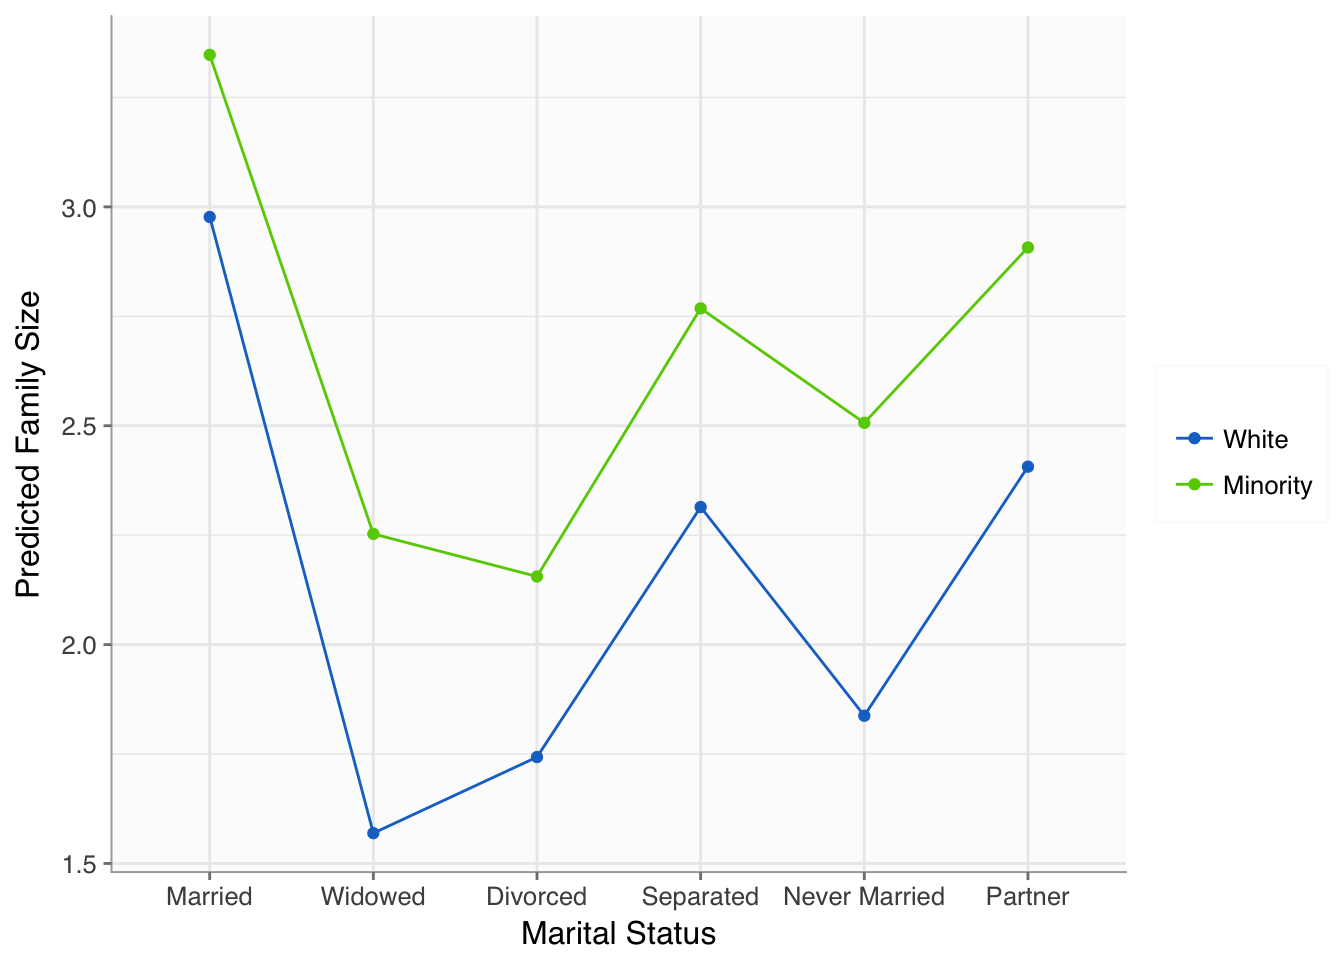 Predicted Family Size
3.0
2.5
2.0
1.5
Married Widowed Divorced Separated Never Married Partner
Marital Status
White
Minority